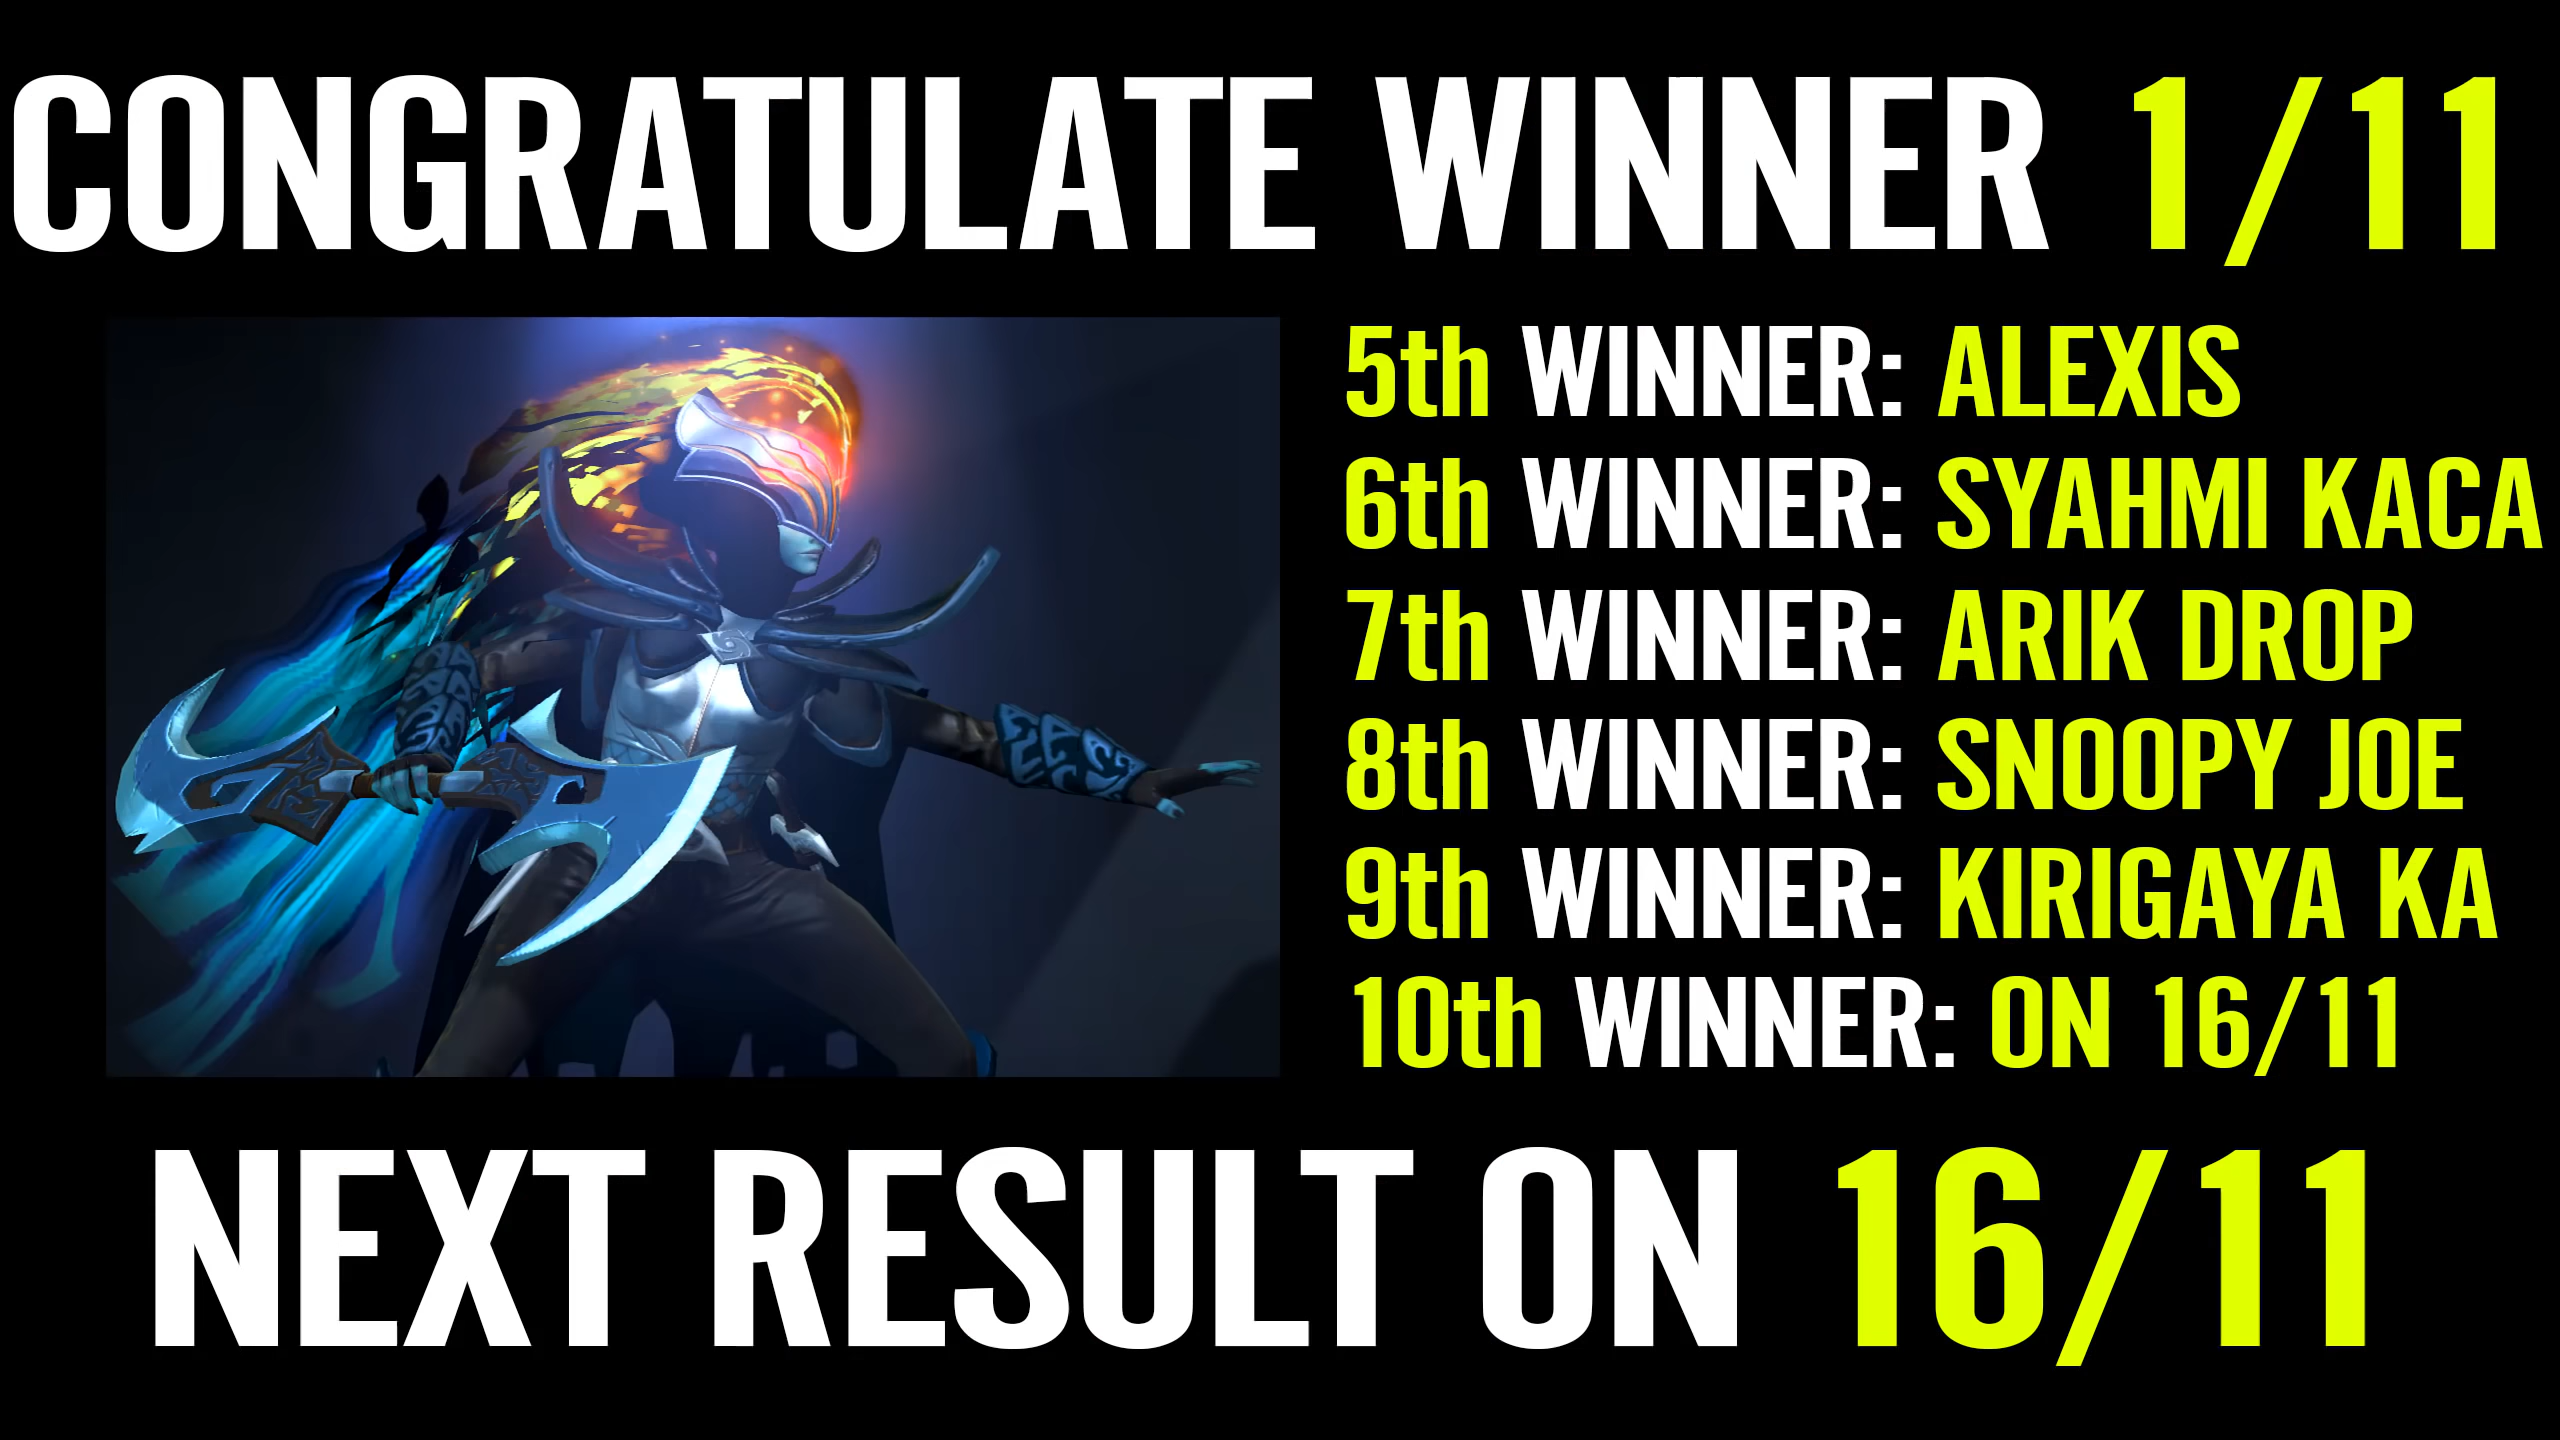 CONGRATULATE WINNER 1/11
5th WINNER: ALEXIS
6th WINNER: SYAHMI KACA
7th WINNER: ARIK DROP
8th WINNER: SNOOPY JOE
9th WINNER: KIRIGAYA KA
10th WINNER: ON 16/11
NEXT RESULT ON 16/11